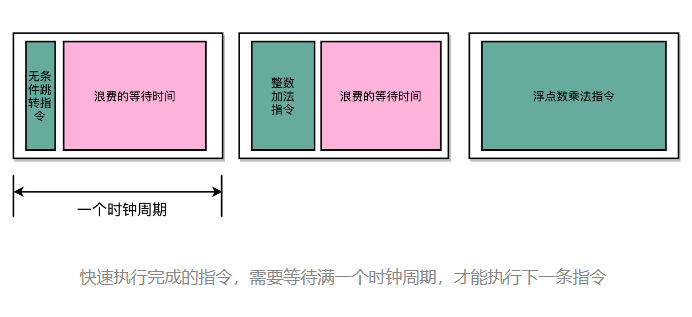 无条
件跳
转指
令
浪费的等待时间
整数
加法
指令
浪费的等待时间
浮点数乘法指令
一个时钟周期
快速执行完成的指令，需要等待满一个时钟周期，才能执行下一条指令